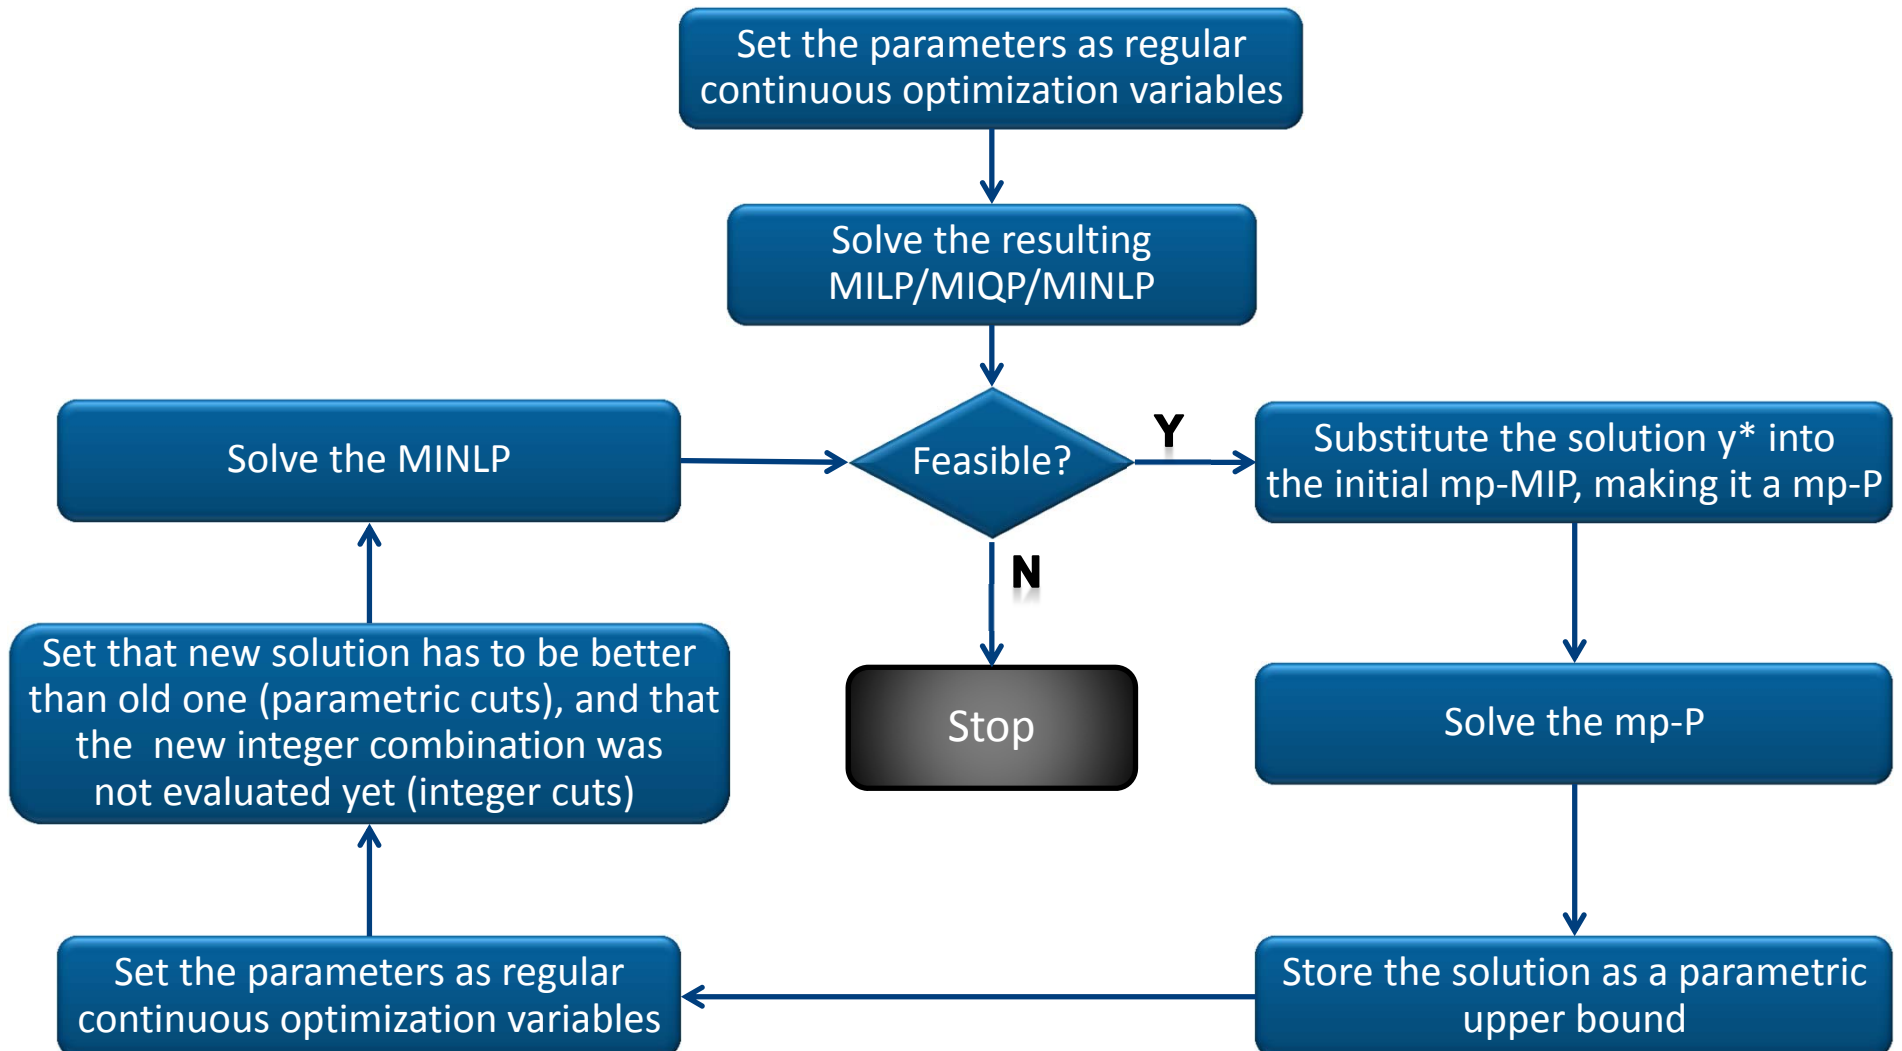 Set the parameters as regular
continuous optimization variables
Solve the resulting
MILP/MIQP/MINLP
Solve the MINLP
Feasible?
Y
Substitute the solution y* into
the initial mp-MIP, making it a mp-P
N
Set that new solution has to be better
than old one (parametric cuts), and that
the new integer combination was
not evaluated yet (integer cuts)
Stop
Solve the mp-P
Set the parameters as regular
continuous optimization variables
Store the solution as a parametric
upper bound